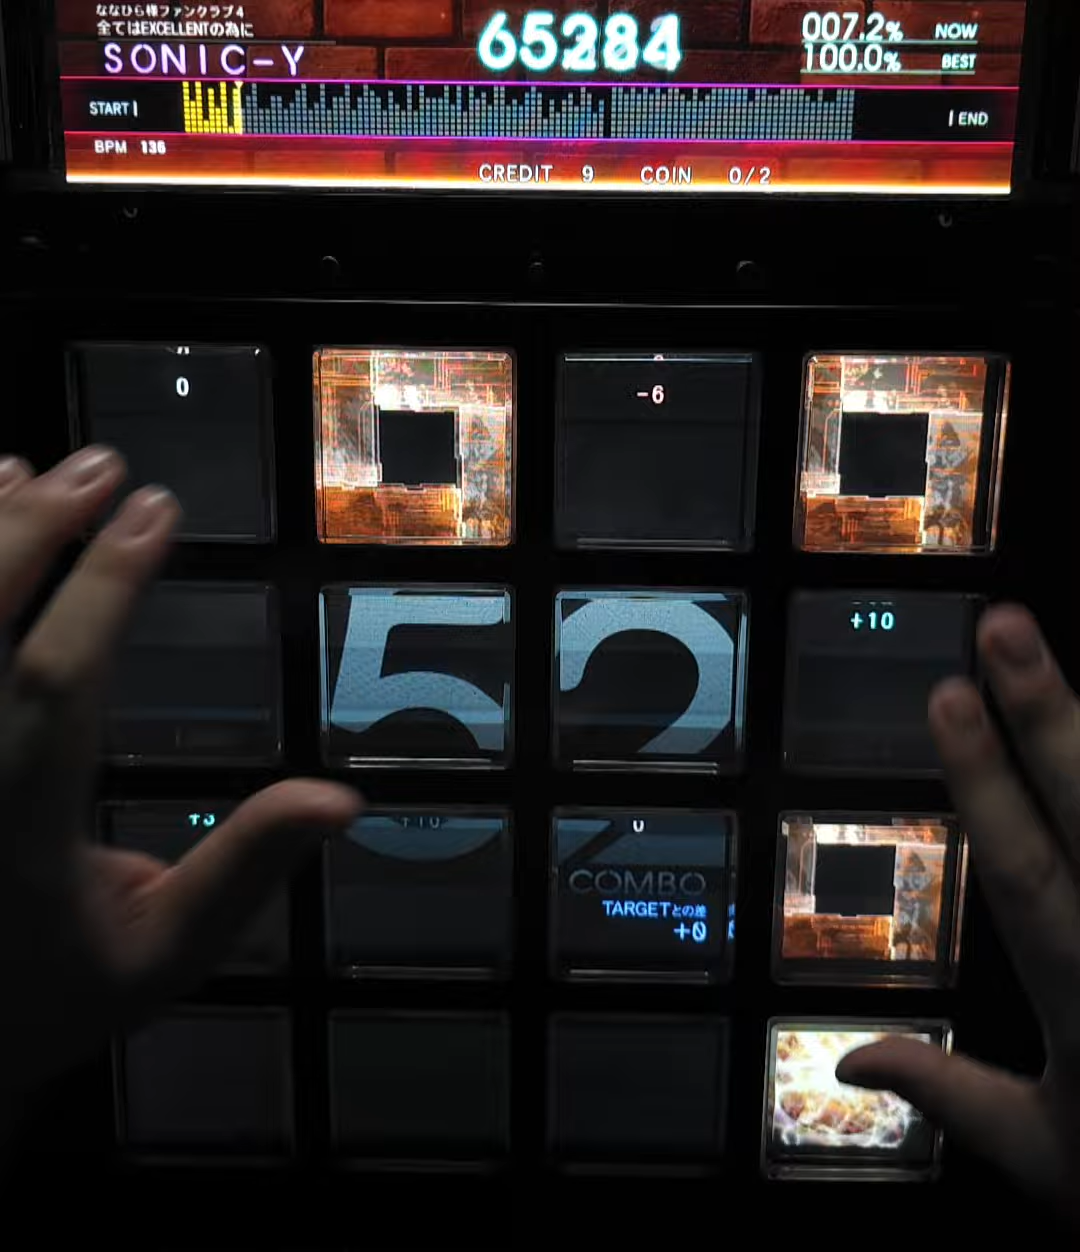 ななひら様ファンクラブ4
全てはEXCELLENTの為に
SONIC-Y
65284
007.2% NOW
100.0% BEST
START
END
BPM 136
CREDIT 9 COIN 0/2
0
-6
52
+10
+3
+10
0
COMBO
TARGETとの差
+0